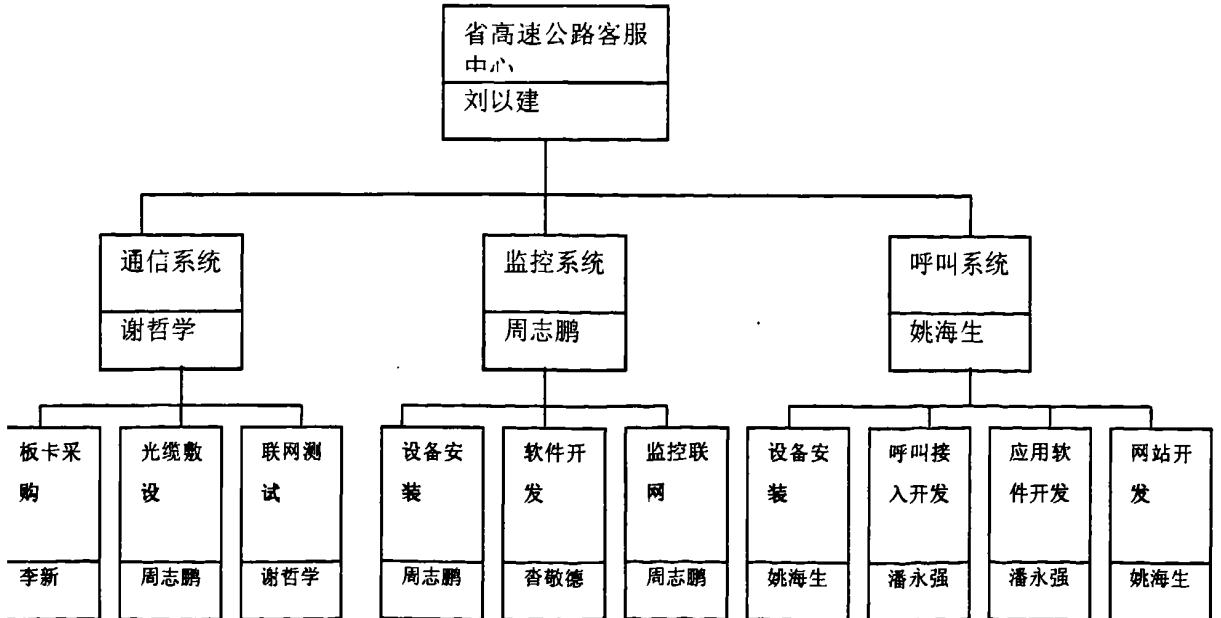 省高速公路客服
中心
刘以建
通信系统
谢哲学
监控系统
周志鹏
呼叫系统
姚海生
板卡采
购
李新
光缆敷
设
周志鹏
联网测
试
谢哲学
设备安
装
周志鹏
软件开
发
沓敬德
监控联
网
周志鹏
设备安
装
姚海生
呼叫接
入开发
潘永强
应用软
件开发
潘永强
网站开
发
姚海生